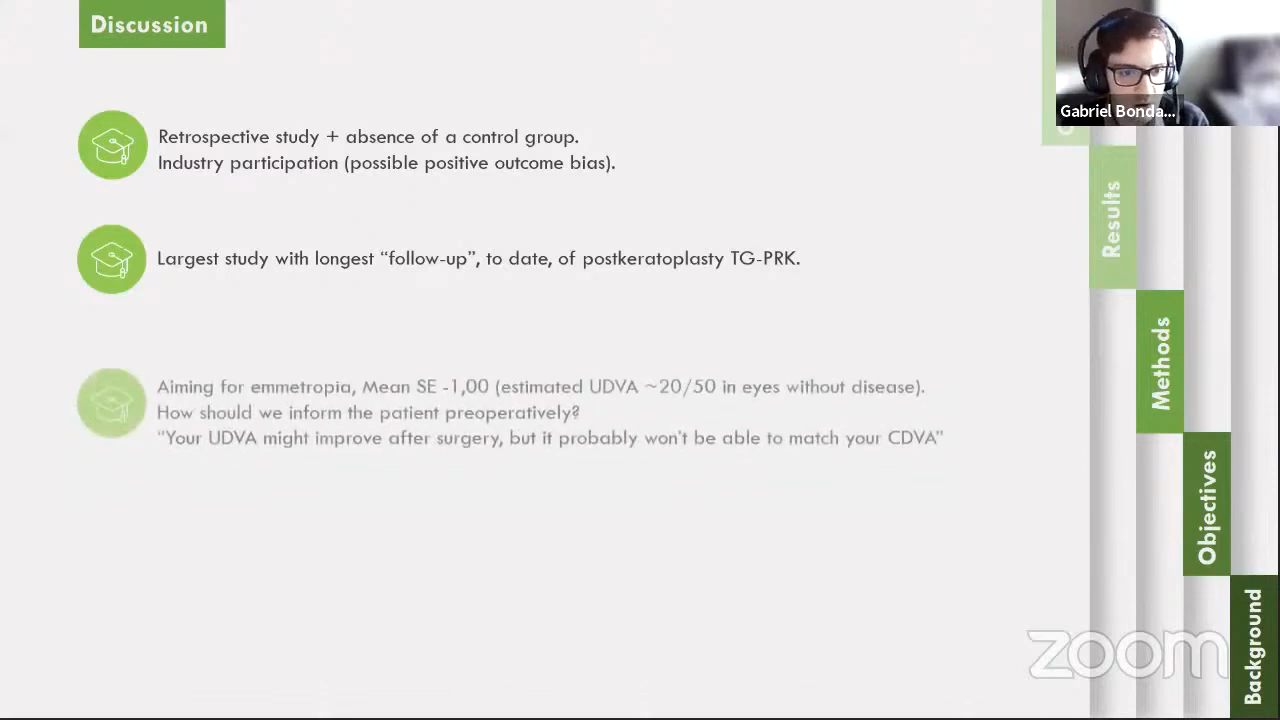 Discussion
Gabriel Bonda...
Retrospective study + absence of a control group.
Industry participation (possible positive outcome bias).
Largest study with longest “follow-up”, to date, of postkeratoplasty TG-PRK.
Aiming for emmetropia, Mean SE -1,00 (estimated UDVA ~20/50 in eyes without disease).
How should we inform the patient preoperatively?
“Your UDVA might improve after surgery, but it probably won't be able to match your CDVA”
Results
Methods
Objectives
Background
zoom